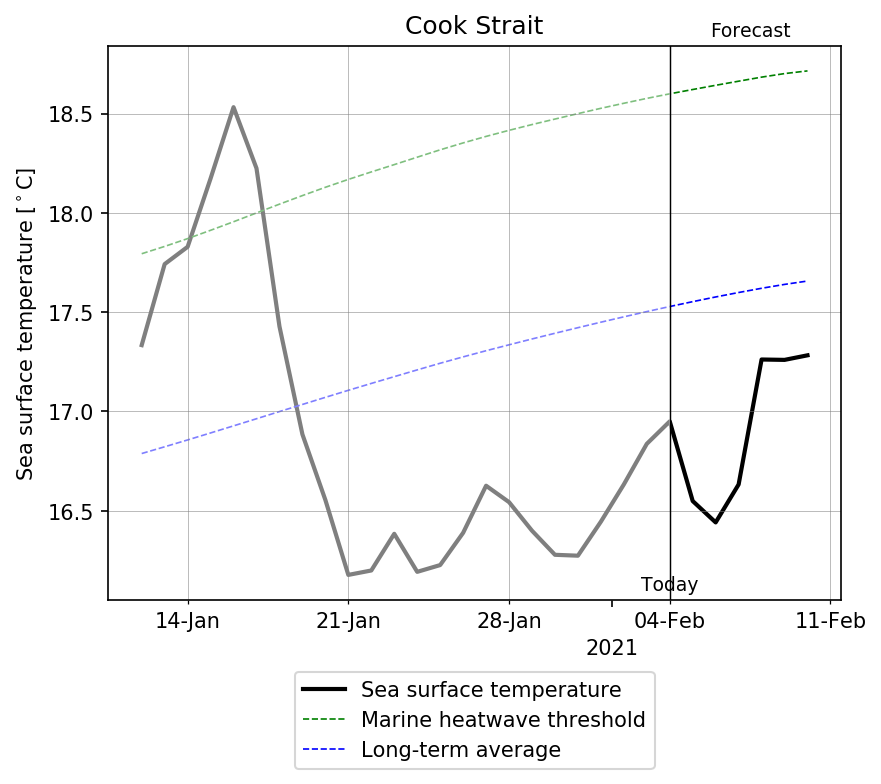 Cook Strait
Forecast
Sea surface temperature [°C]
18.5
18.0
17.5
17.0
16.5
Today
14-Jan
21-Jan
28-Jan
04-Feb
11-Feb
2021
Sea surface temperature
Marine heatwave threshold
Long-term average